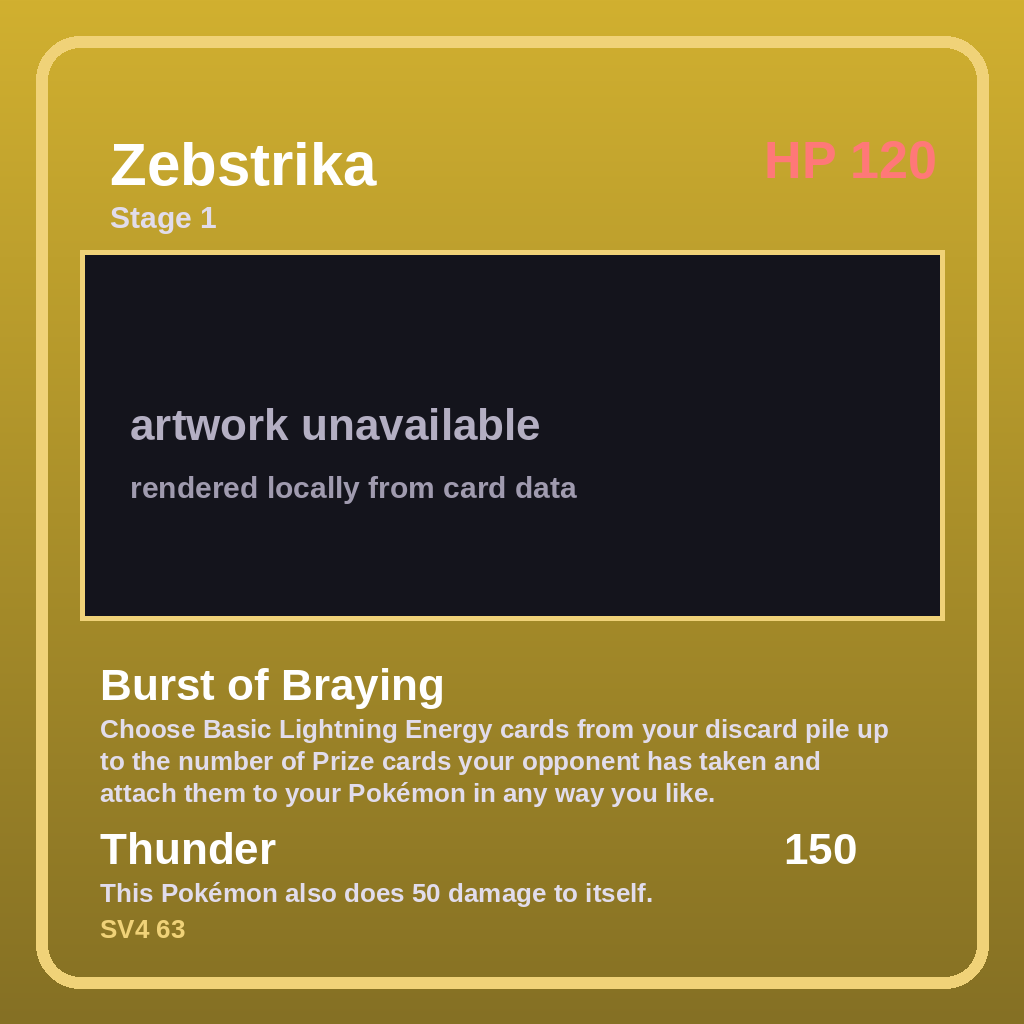 Zebstrika
HP 120
Stage 1
artwork unavailable
rendered locally from card data
Burst of Braying
Choose Basic Lightning Energy cards from your discard pile up
to the number of Prize cards your opponent has taken and
attach them to your Pokémon in any way you like.
Thunder 150
This Pokémon also does 50 damage to itself.
SV4 63